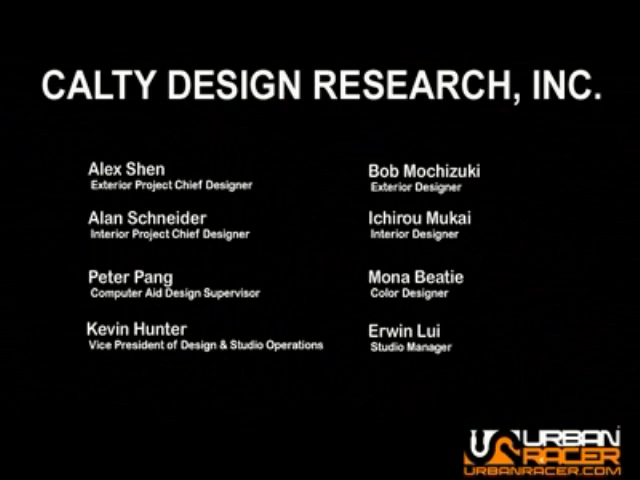 CALTY DESIGN RESEARCH, INC.
Alex Shen
Exterior Project Chief Designer
Alan Schneider
Interior Project Chief Designer
Peter Pang
Computer Aid Design Supervisor
Kevin Hunter
Vice President of Design & Studio Operations
Bob Mochizuki
Exterior Designer
Ichirou Mukai
Interior Designer
Mona Beatie
Color Designer
Erwin Lui
Studio Manager
URBAN
RACER
URBANRACER.COM